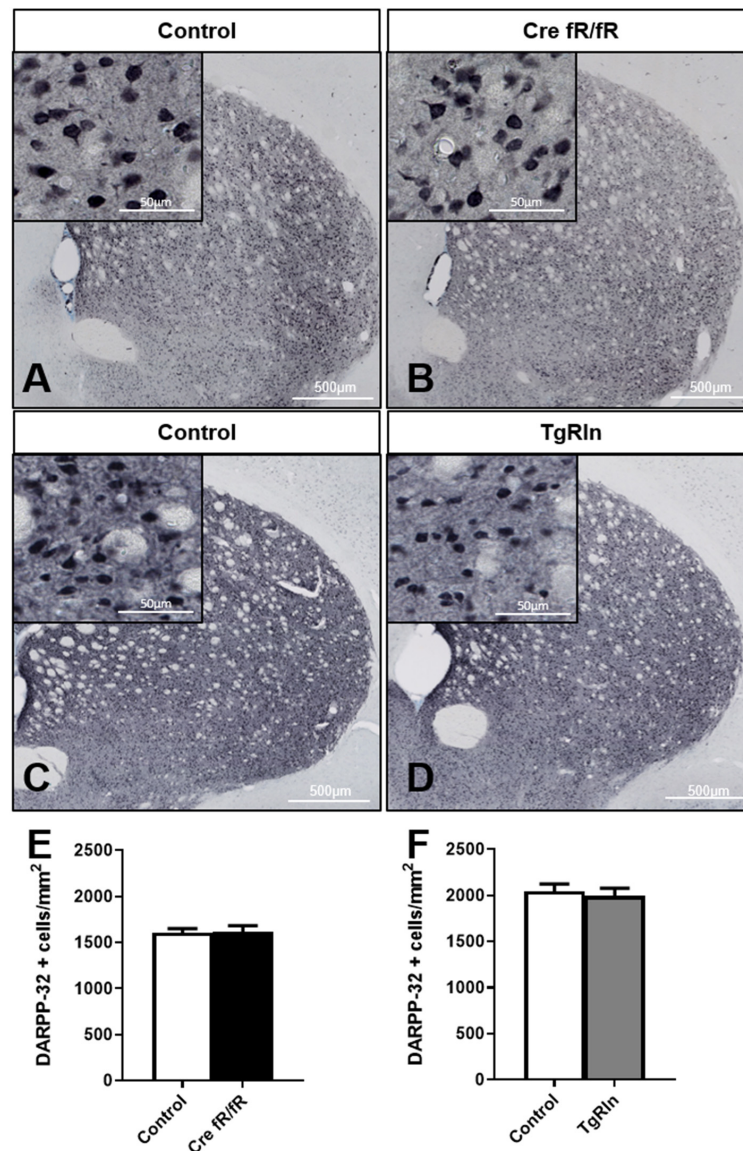 Control
Cre fR/fR
50µm
50µm
A
500µm
B
500µm
Control
TgRln
50µm
50µm
C
500µm
D
500µm
E
DARPP-32 + cells/mm²
2500
2000
1500
1000
500
0
Control
Cre fR/fR
F
DARPP-32 + cells/mm²
2500
2000
1500
1000
500
0
Control
TgRln